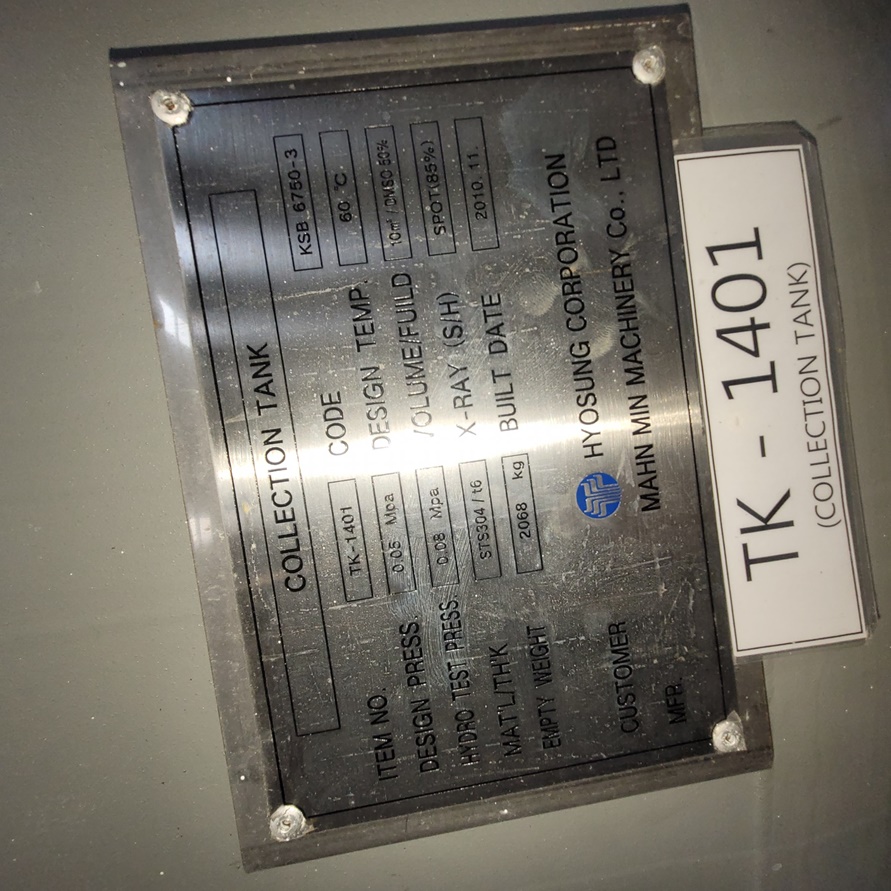 COLLECTION TANK
ITEM NO. TK-1401 CODE KSB 6750-3
DESIGN PRESS. 0.05 Mpa DESIGN TEMP. 60 ℃
HYDRO TEST PRESS. 0.08 Mpa VOLUME/FUILD 10㎥/DMSO 50%
MAT'L/TH'K STS304 / t6 X-RAY (S/H) SPOT(85%)
EMPTY WEIGHT 2068 kg BUILT DATE 2010. 11.
CUSTOMER HYOSUNG CORPORATION
MFR. MAHN MIN MACHINERY Co., LTD
TK - 1401
(COLLECTION TANK)